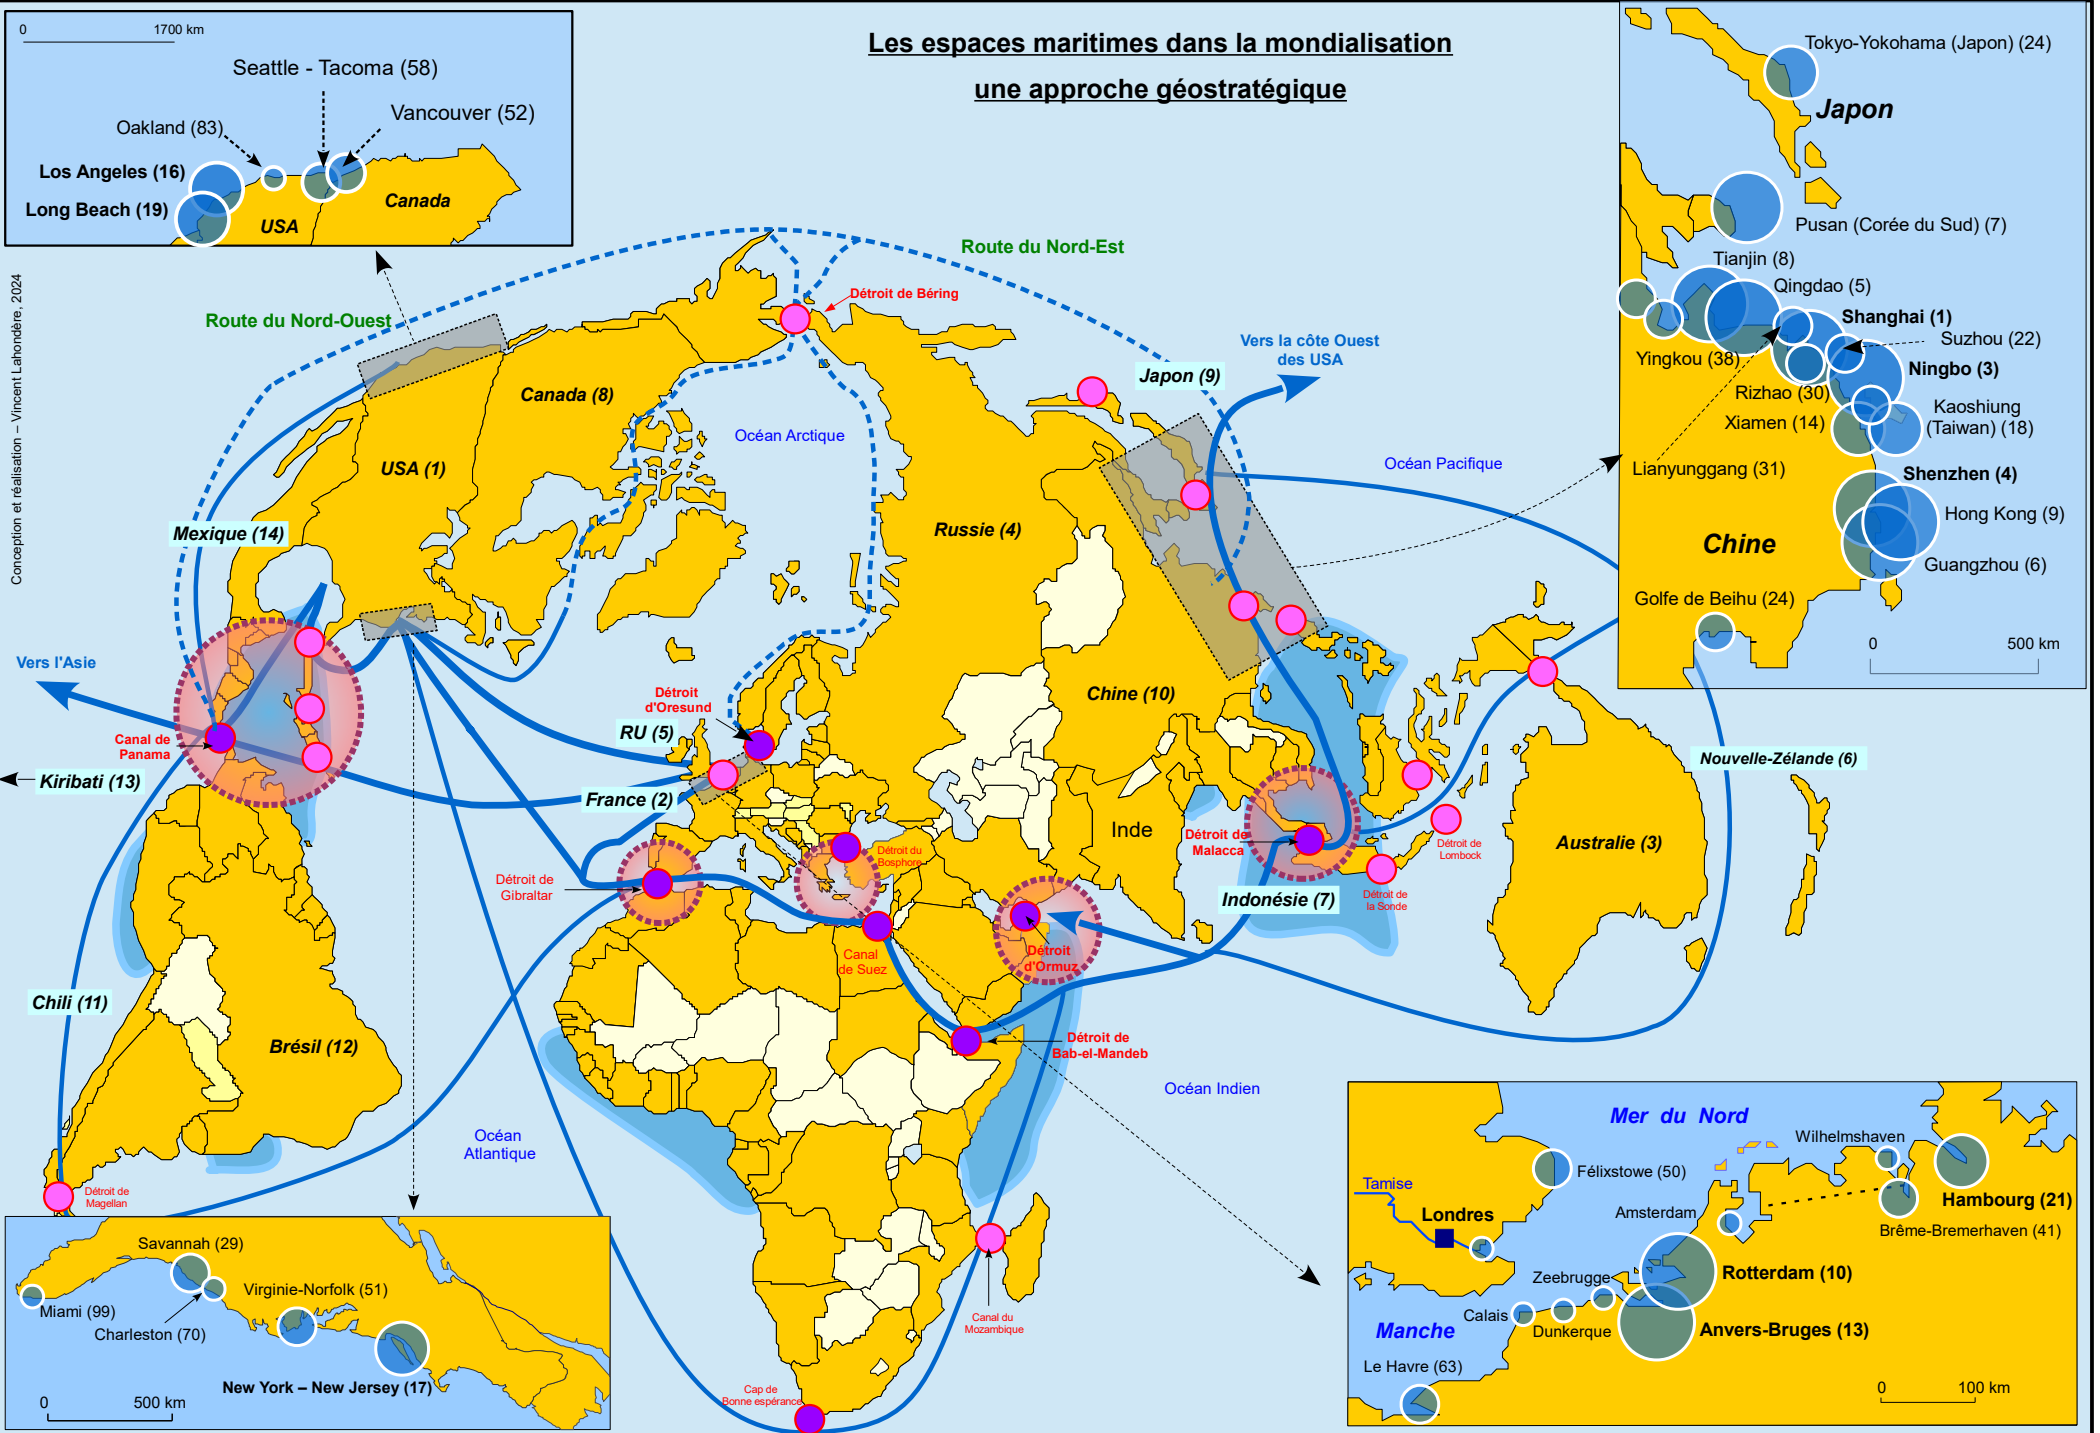 Les espaces maritimes dans la mondialisation
une approche géostratégique
0
1700 km
Seattle - Tacoma (58)
Vancouver (52)
Oakland (83)
Los Angeles (16)
Long Beach (19)
USA
Canada
Conception et réalisation – Vincent Lahondère, 2024
Tokyo-Yokohama (Japon) (24)
Japon
Pusan (Corée du Sud) (7)
Tianjin (8)
Qingdao (5)
Shanghai (1)
Suzhou (22)
Yingkou (38)
Ningbo (3)
Rizhao (30)
Kaoshiung
(Taiwan) (18)
Xiamen (14)
Lianyunggang (31)
Shenzhen (4)
Hong Kong (9)
Chine
Guangzhou (6)
Golfe de Beihu (24)
0
500 km
Route du Nord-Est
Route du Nord-Ouest
Détroit de Béring
Vers la côte Ouest
des USA
Japon (9)
Canada (8)
Océan Arctique
Océan Pacifique
USA (1)
Russie (4)
Mexique (14)
Vers l'Asie
Détroit
d'Oresund
Chine (10)
RU (5)
Canal de
Panama
Nouvelle-Zélande (6)
Kiribati (13)
France (2)
Inde
Détroit de
Malacca
Détroit de
Lombock
Australie (3)
Détroit du
Bosphore
Détroit de
Gibraltar
Indonésie (7)
Détroit de
la Sonde
Canal
de Suez
Détroit
d'Ormuz
Chili (11)
Brésil (12)
Détroit de
Bab-el-Mandeb
Océan Indien
Océan
Atlantique
Détroit de
Magellan
Canal du
Mozambique
Cap de
Bonne espérance
Savannah (29)
Virginie-Norfolk (51)
Miami (99)
Charleston (70)
New York – New Jersey (17)
0
500 km
Mer du Nord
Wilhelmshaven
Félixstowe (50)
Tamise
Hambourg (21)
Londres
Amsterdam
Brême-Bremerhaven (41)
Rotterdam (10)
Zeebrugge
Calais
Dunkerque
Manche
Anvers-Bruges (13)
Le Havre (63)
0
100 km